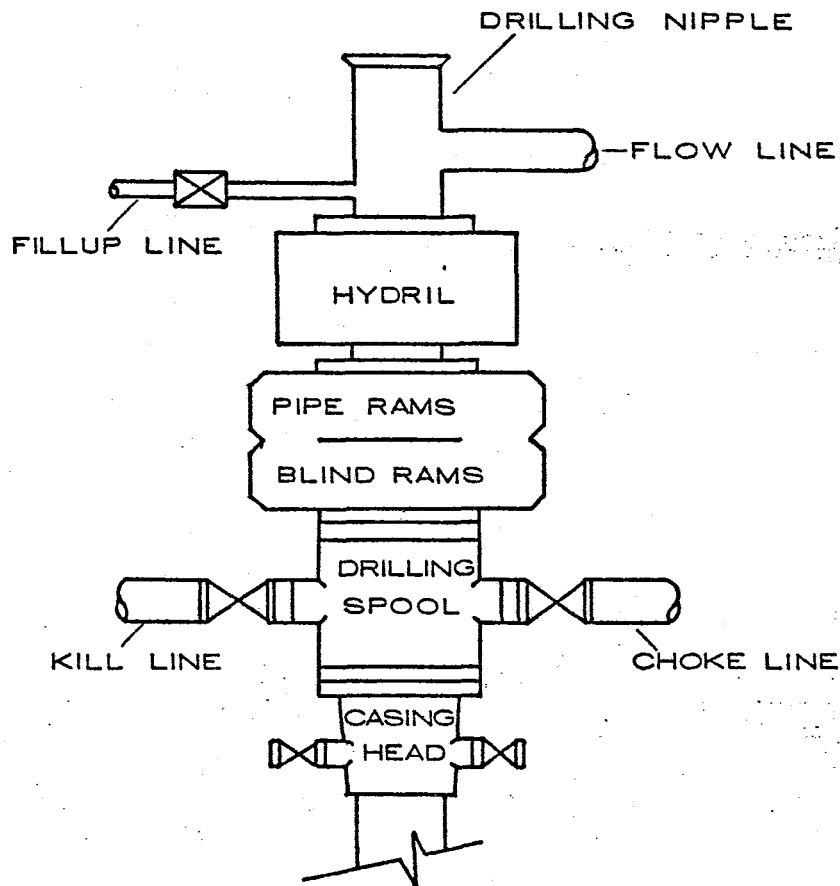 DRILLING NIPPLE
FLOW LINE
FILLUP LINE
HYDRIL
PIPE RAMS
BLIND RAMS
DRILLING
SPOOL
KILL LINE
CHOKE LINE
CASING
HEAD